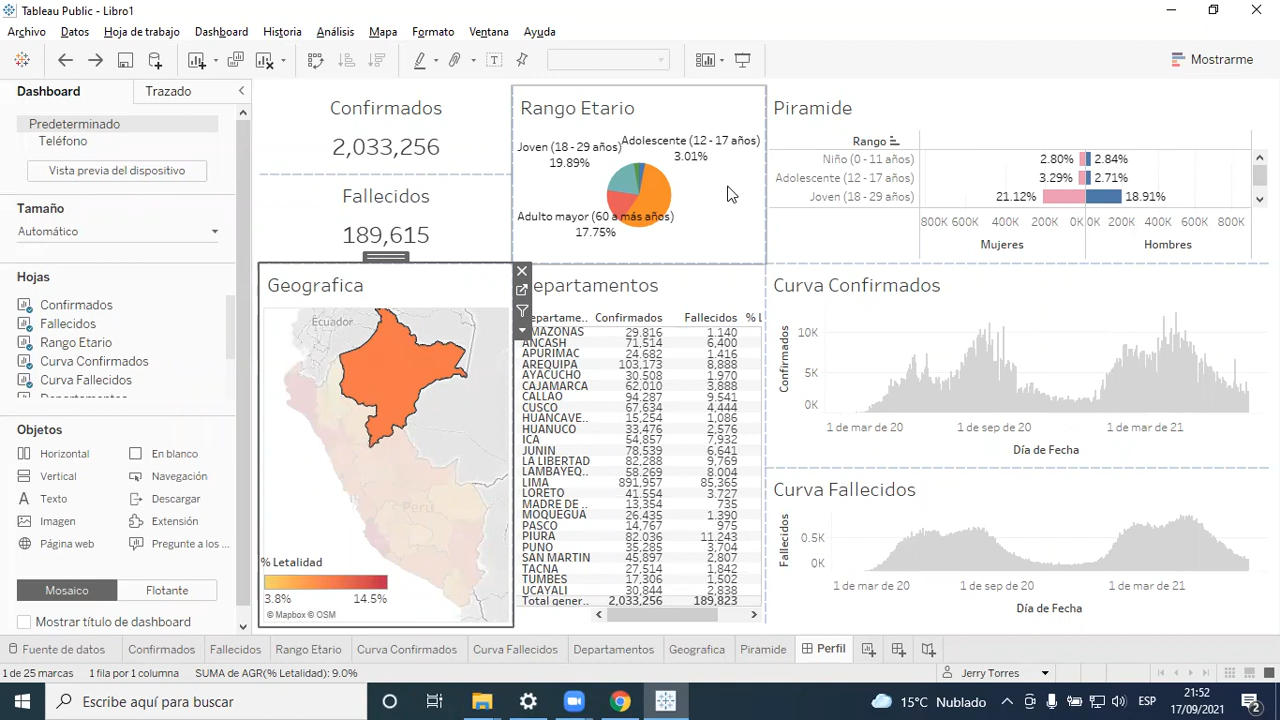 Tableau Public - Libro1
Archivo Datos Hoja de trabajo Dashboard Historia Análisis Mapa Formato Ventana Ayuda
Mostrarme
Dashboard Trazado
Predeterminado
Teléfono
Vista previa del dispositivo
Tamaño
Automático
Hojas
Confirmados
Fallecidos
Rango Etario
Curva Confirmados
Curva Fallecidos
Objetos
Horizontal En blanco
Vertical Navegación
Texto Descargar
Imagen Extensión
Página web Pregunte a los ...
Mosaico Flotante
Mostrar título de dashboard
Confirmados
2,033,256
Fallecidos
189,615
Rango Etario
Joven (18 - 29 años)
19.89%
Adolescente (12 - 17 años)
3.01%
Adulto mayor (60 a más años)
17.75%
Piramide
Rango
Niño (0 - 11 años) 2.80% 2.84%
Adolescente (12 - 17 años) 3.29% 2.71%
Joven (18 - 29 años) 21.12% 18.91%
800K 600K 400K 200K 0K 0K 200K 400K 600K 800K
Mujeres Hombres
Geografica
Ecuador
Perú
% Letalidad
3.8% 14.5%
© Mapbox © OSM
Departamentos
Departame.. Confirmados Fallecidos % L
AMAZONAS 29,816 1,140
ANCASH 71,514 6,400
APURIMAC 24,682 1,416
AREQUIPA 103,173 8,888
AYACUCHO 30,508 1,970
CAJAMARCA 62,010 3,888
CALLAO 94,287 9,541
CUSCO 67,634 4,444
HUANCAVE.. 15,254 1,086
HUANUCO 33,476 2,576
ICA 54,857 7,932
JUNIN 78,539 6,641
LA LIBERTAD 82,288 9,769
LAMBAYEQ.. 58,269 8,004
LIMA 891,957 85,365
LORETO 41,554 3,727
MADRE DE .. 13,354 735
MOQUEGUA 26,435 1,390
PASCO 14,767 975
PIURA 82,036 11,243
PUNO 35,285 3,704
SAN MARTIN 45,897 2,807
TACNA 27,514 1,842
TUMBES 17,306 1,502
UCAYALI 30,844 2,838
Total gener.. 2,033,256 189,823
Curva Confirmados
Confirmados
10K
5K
0K
1 de mar de 20 1 de sep de 20 1 de mar de 21
Día de Fecha
Curva Fallecidos
Fallecidos
0.5K
0K
1 de mar de 20 1 de sep de 20 1 de mar de 21
Día de Fecha
Fuente de datos Confirmados Fallecidos Rango Etario Curva Confirmados Curva Fallecidos Departamentos Geografica Piramide Perfil
1 de 25 marcas 1 fila por 1 columna SUMA de AGR(% Letalidad): 9.0% Jerry Torres
Escribe aquí para buscar
15°C Nublado
ESP
21:52
17/09/2021
2